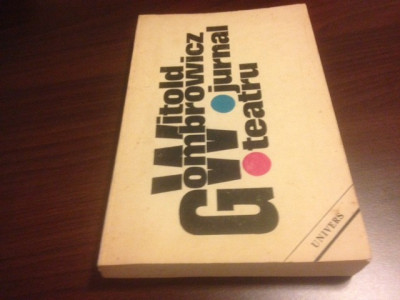 Witold
Gombrowicz
jurnal
teatru
UNIVERS